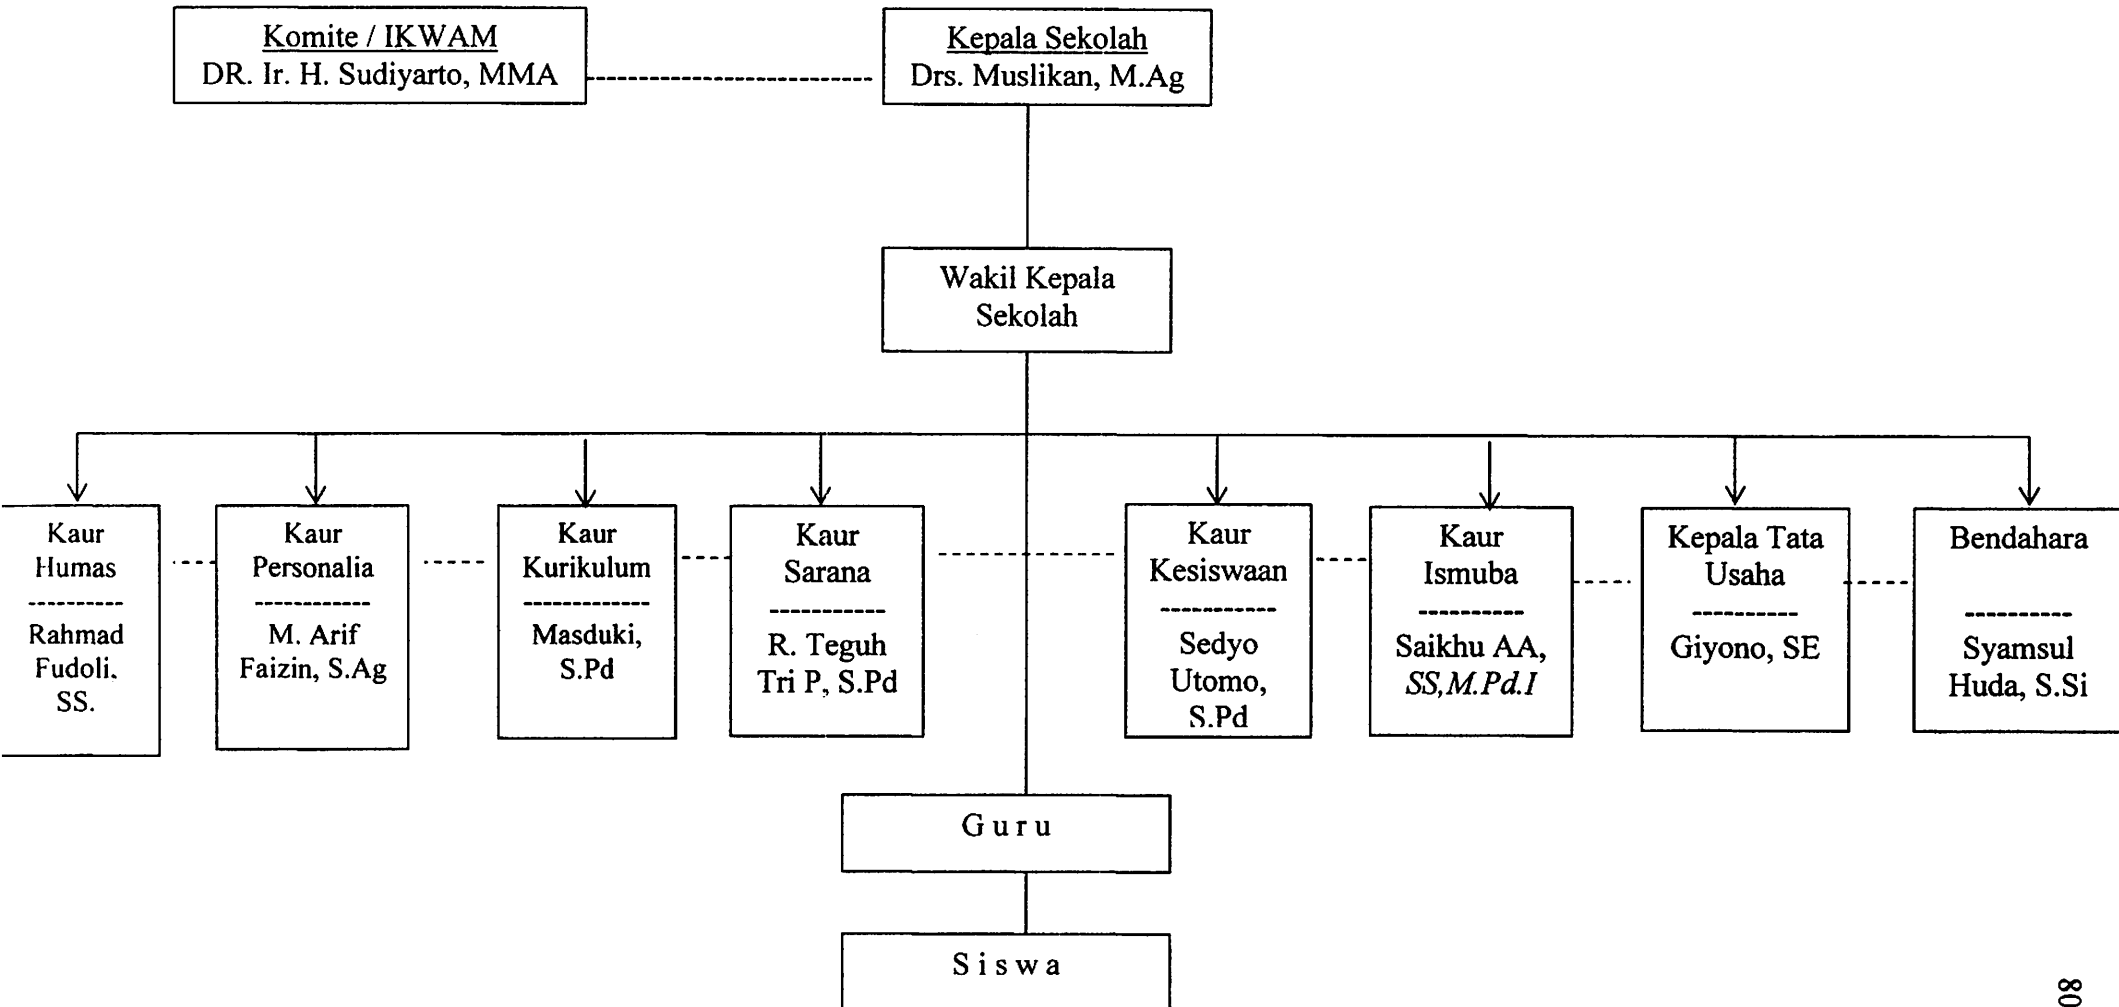 Komite / IKWAM
DR. Ir. H. Sudiyarto, MMA
Kepala Sekolah
Drs. Muslikan, M.Ag
Wakil Kepala
Sekolah
Kaur
Humas
Rahmad
Fudoli.
SS.
Kaur
Personalia
M. Arif
Faizin, S.Ag
Kaur
Kurikulum
Masduki,
S.Pd
Kaur
Sarana
R. Teguh
Tri P, S.Pd
Kaur
Kesiswaan
Sedyo
Utomo,
S.Pd
Kaur
Ismuba
Saikhu AA,
SS,M.Pd.I
Kepala Tata
Usaha
Giyono, SE
Bendahara
Syamsul
Huda, S.Si
G u r u
S i s w a
80